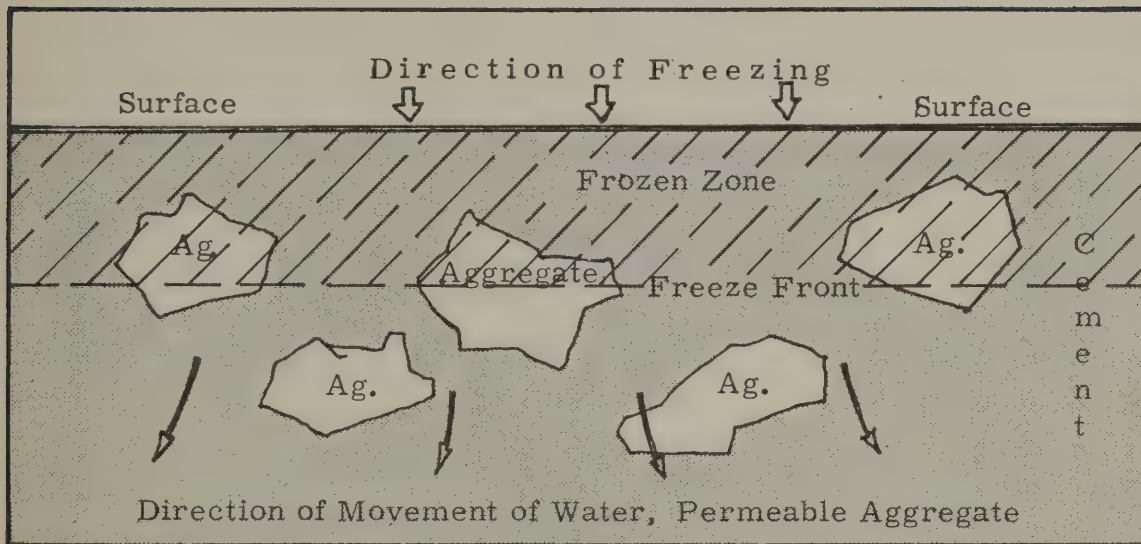 Direction of Freezing
Surface
Surface
Frozen Zone
Ag.
Aggregate
Ag.
Freeze Front
Cement
Ag.
Ag.
Direction of Movement of Water, Permeable Aggregate